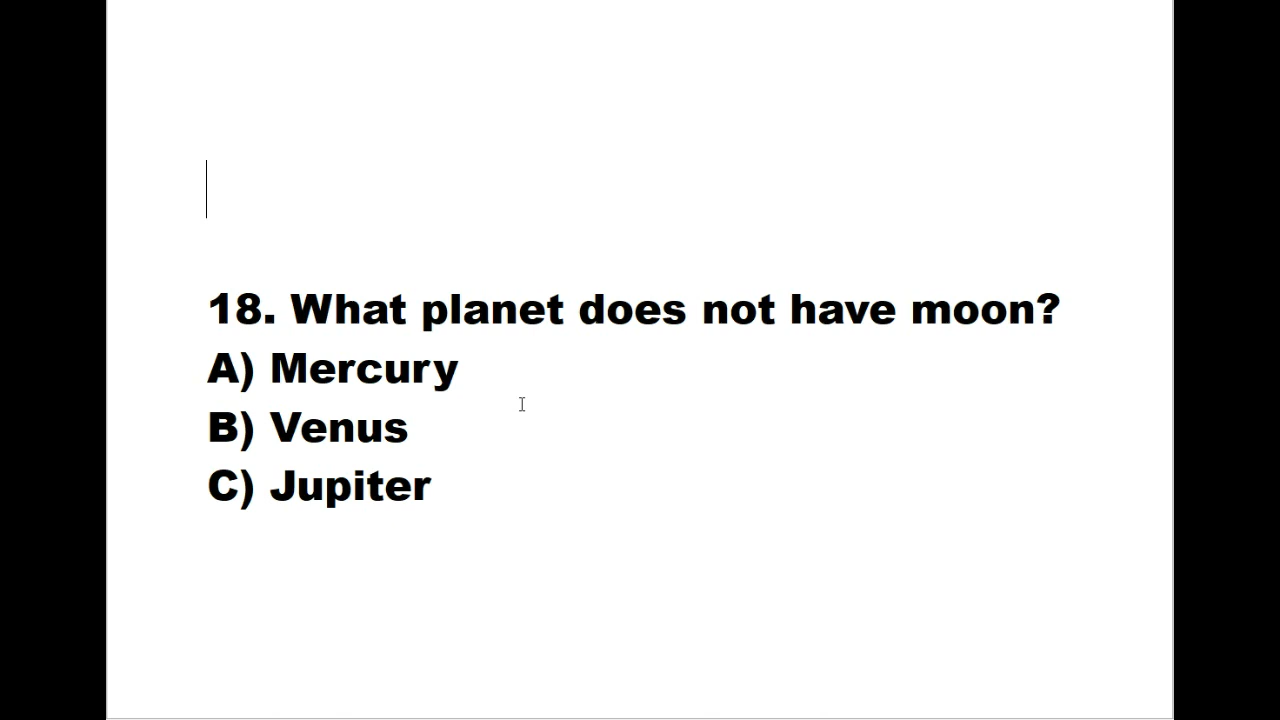 18. What planet does not have moon?
A) Mercury
B) Venus
C) Jupiter